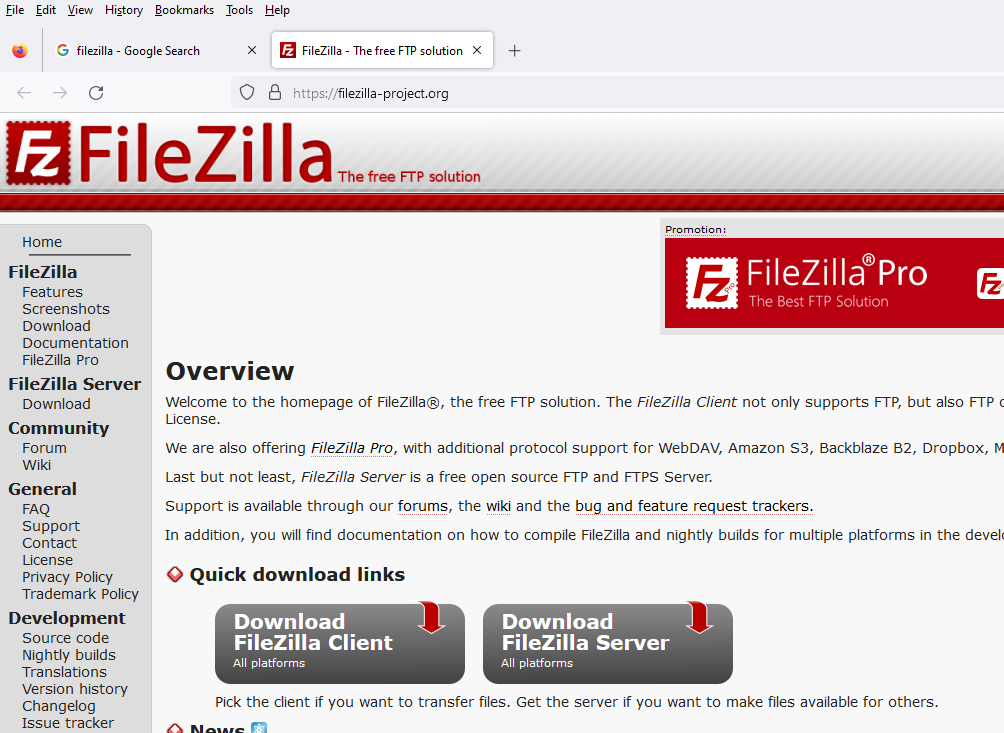 File Edit View History Bookmarks Tools Help
filezilla - Google Search
FileZilla - The free FTP solution
https://filezilla-project.org
Fz FileZilla The free FTP solution
Home
FileZilla
Features
Screenshots
Download
Documentation
FileZilla Pro
FileZilla Server
Download
Community
Forum
Wiki
General
FAQ
Support
Contact
License
Privacy Policy
Trademark Policy
Development
Source code
Nightly builds
Translations
Version history
Changelog
Issue tracker
Promotion:
Fz Pro FileZilla® Pro
The Best FTP Solution
Fz
Overview
Welcome to the homepage of FileZilla®, the free FTP solution. The FileZilla Client not only supports FTP, but also FTP
License.
We are also offering FileZilla Pro, with additional protocol support for WebDAV, Amazon S3, Backblaze B2, Dropbox,
Last but not least, FileZilla Server is a free open source FTP and FTPS Server.
Support is available through our forums, the wiki and the bug and feature request trackers.
In addition, you will find documentation on how to compile FileZilla and nightly builds for multiple platforms in the
Quick download links
Download
FileZilla Client
All platforms
Download
FileZilla Server
All platforms
Pick the client if you want to transfer files. Get the server if you want to make files available for others.
News